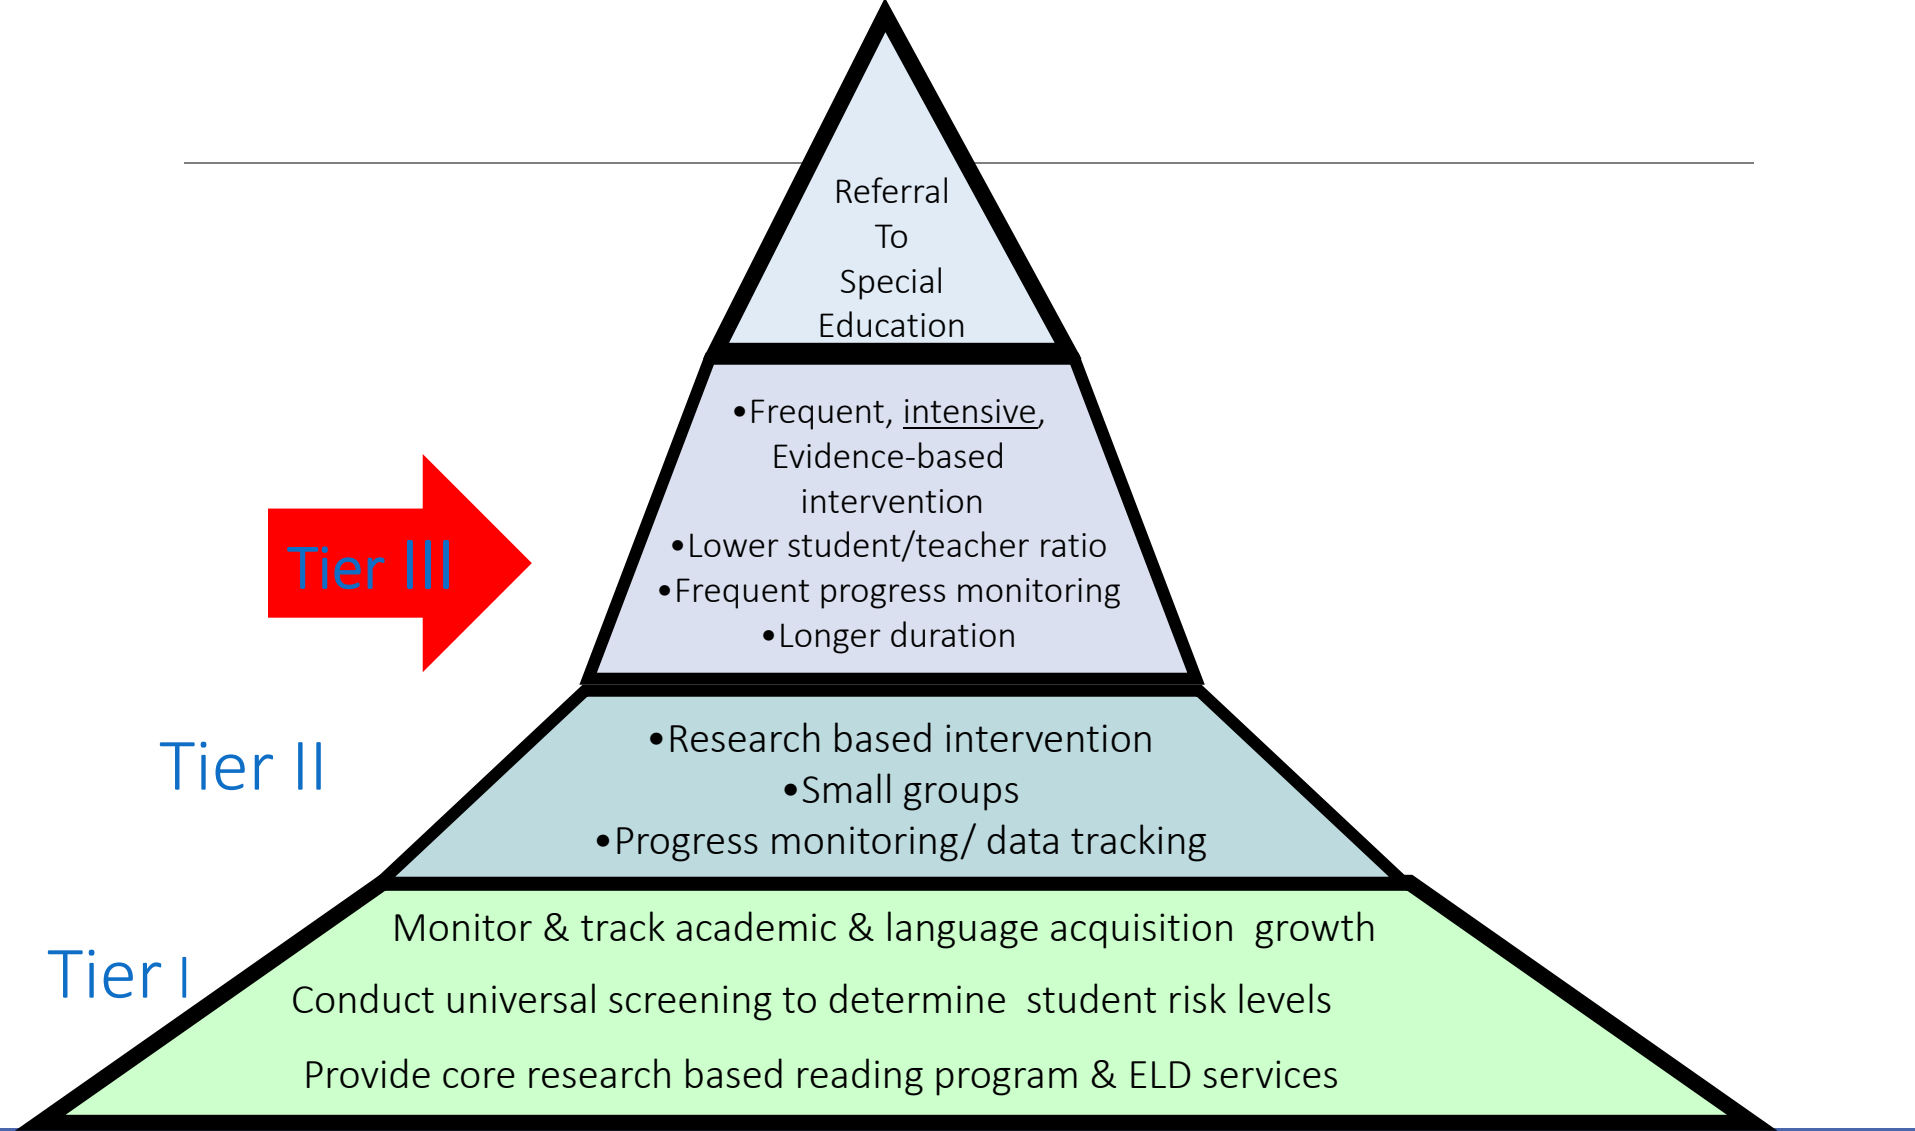 Referral
To
Special
Education
•Frequent, intensive,
Evidence-based
intervention
•Lower student/teacher ratio
•Frequent progress monitoring
•Longer duration
Tier III
•Research based intervention
•Small groups
•Progress monitoring/ data tracking
Tier II
Monitor & track academic & language acquisition  growth
Conduct universal screening to determine  student risk levels
Provide core research based reading program & ELD services
Tier I